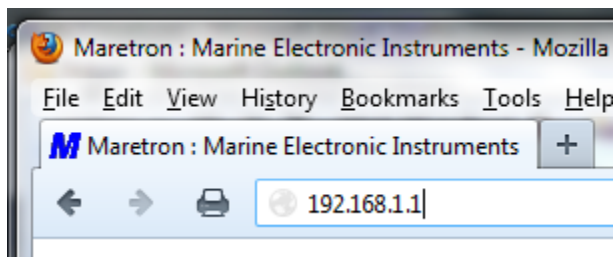 Maretron : Marine Electronic Instruments - Mozilla
File Edit View History Bookmarks Tools Help
M Maretron : Marine Electronic Instruments +
192.168.1.1